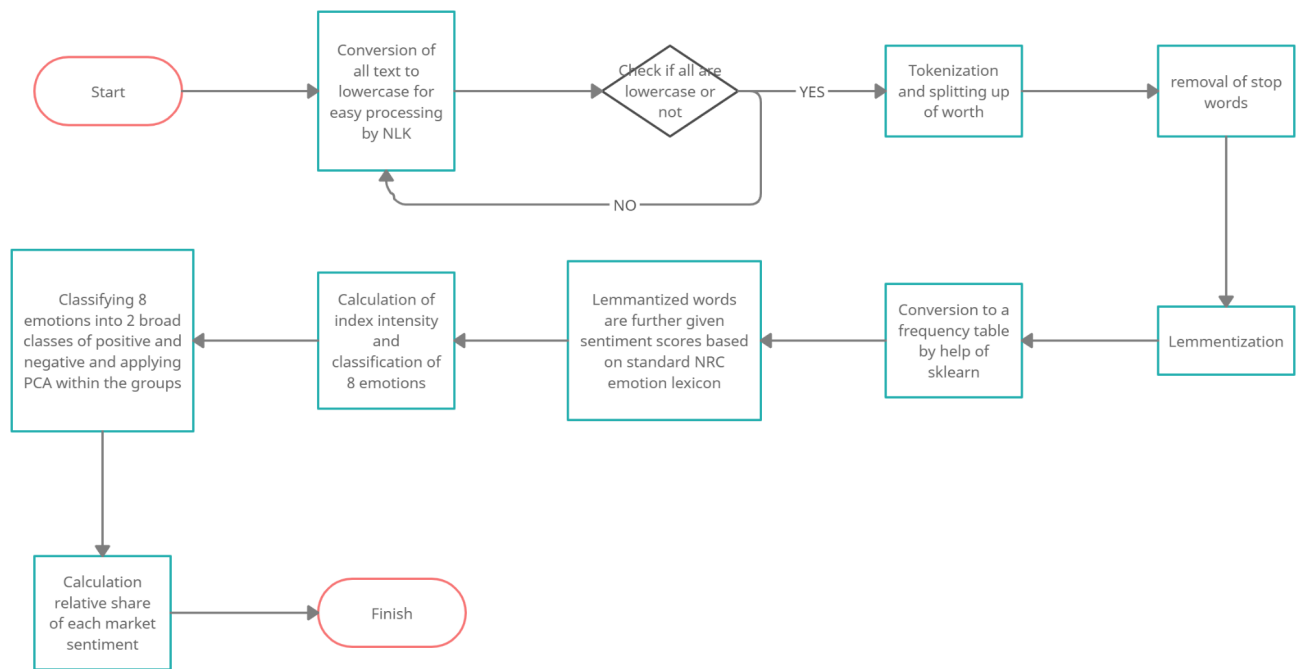 Start
Conversion of
all text to
lowercase for
easy processing
by NLK
Check if all are
lowercase or
not
YES
NO
Tokenization
and splitting up
of worth
removal of stop
words
Lemmentization
Conversion to a
frequency table
by help of
sklearn
Lemmantized words
are further given
sentiment scores based
on standard NRC
emotion lexicon
Calculation of
index intensity
and
classification of
8 emotions
Classifying 8
emotions into 2 broad
classes of positive and
negative and applying
PCA within the groups
Calculation
relative share
of each market
sentiment
Finish